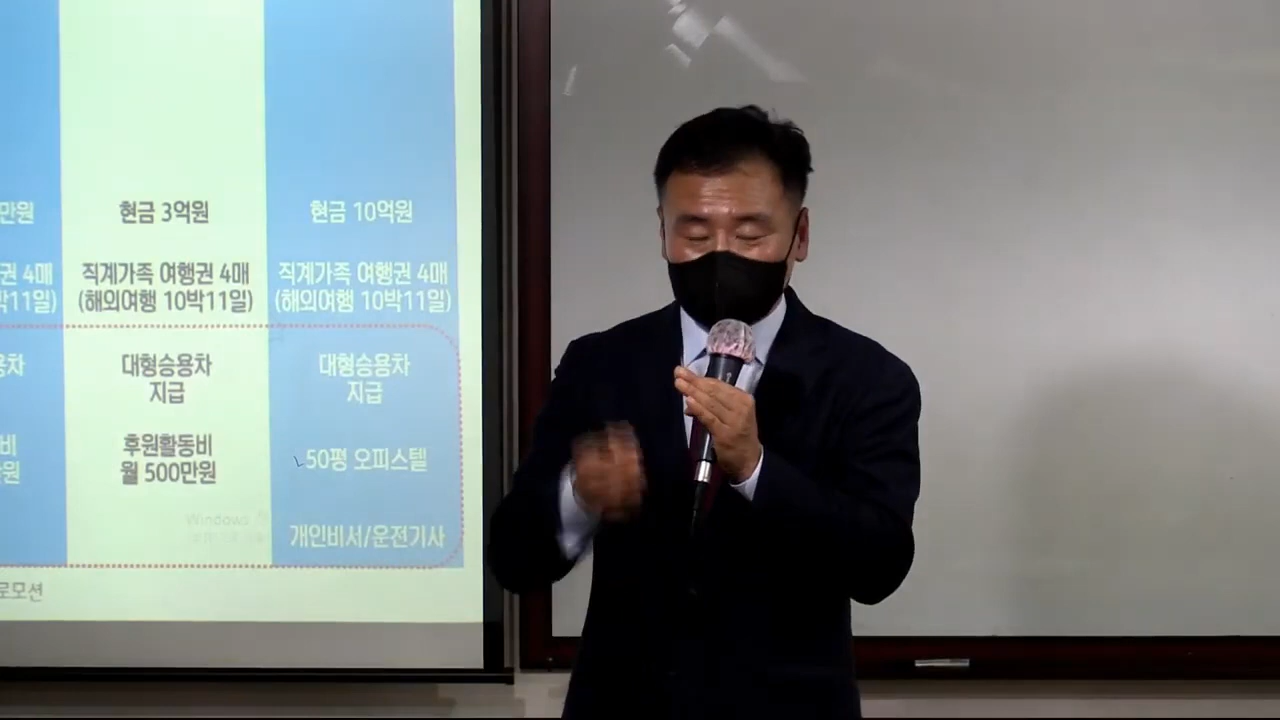 만원
현금 3억원
현금 10억원
권 4매
박11일)
직계가족 여행권 4매
(해외여행 10박11일)
직계가족 여행권 4매
(해외여행 10박11일)
용차
대형승용차
지급
대형승용차
지급
비
만원
후원활동비
월 500만원
50평 오피스텔
Windows
개인비서/운전기사
로모션